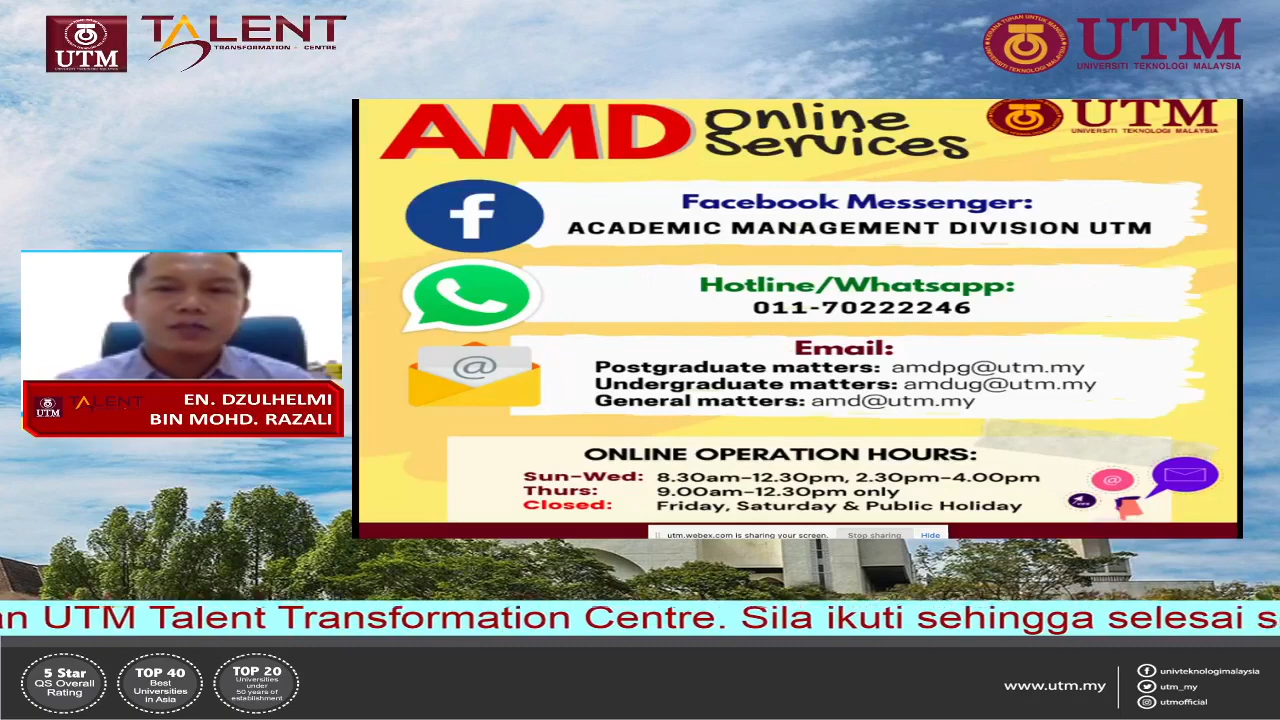 UTM
TALENT
TRANSFORMATION - CENTRE
UTM
UNIVERSITI TEKNOLOGI MALAYSIA
AMD Online Services
UTM
UNIVERSITI TEKNOLOGI MALAYSIA
Facebook Messenger:
ACADEMIC MANAGEMENT DIVISION UTM
Hotline/Whatsapp:
011-70222246
Email:
Postgraduate matters: amdpg@utm.my
Undergraduate matters: amdug@utm.my
General matters: amd@utm.my
ONLINE OPERATION HOURS:
Sun-Wed: 8.30am-12.30pm, 2.30pm-4.00pm
Thurs: 9.00am-12.30pm only
Closed: Friday, Saturday & Public Holiday
utm.webex.com is sharing your screen. Stop sharing Hide
UTM TALENT
EN. DZULHELMI
BIN MOHD. RAZALI
an UTM Talent Transformation Centre. Sila ikuti sehingga selesai s
5 Star
QS Overall
Rating
TOP 40
Best
Universities
in Asia
TOP 20
Universities
under
50 years of
establishment
www.utm.my
univteknologimalaysia
utm_my
utmofficial